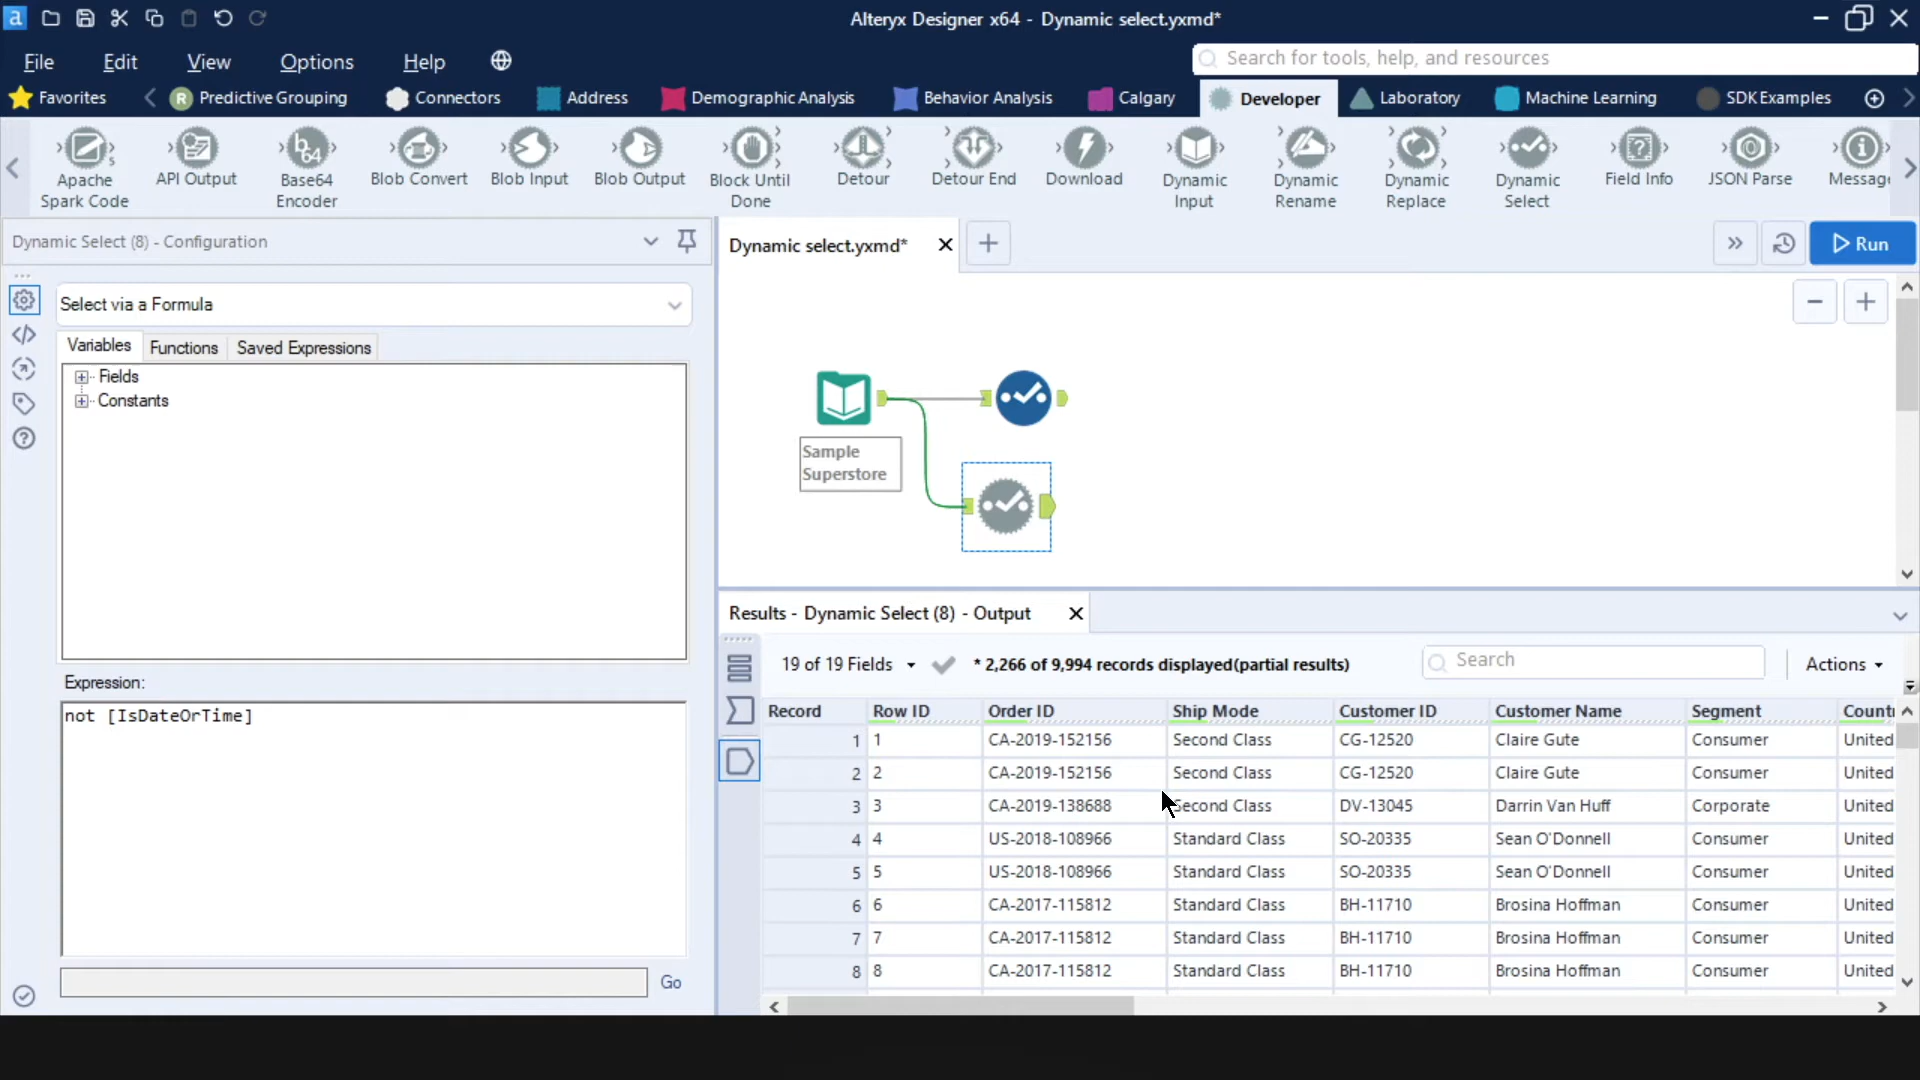 a
Alteryx Designer x64 - Dynamic select.yxmd*
File Edit View Options Help
Search for tools, help, and resources
Favorites
R Predictive Grouping
Connectors
Address
Demographic Analysis
Behavior Analysis
Calgary
Developer
Laboratory
Machine Learning
SDK Examples
Apache
Spark Code
API Output
b64
Base64
Encoder
Blob Convert
Blob Input
Blob Output
Block Until
Done
Detour
Detour End
Download
Dynamic
Input
Dynamic
Rename
Dynamic
Replace
Dynamic
Select
Field Info
JSON Parse
Message
Dynamic Select (8) - Configuration
Select via a Formula
Variables Functions Saved Expressions
Fields
Constants
Expression:
not [IsDateOrTime]
Go
Dynamic select.yxmd*
Run
Sample
Superstore
Results - Dynamic Select (8) - Output
19 of 19 Fields
* 2,266 of 9,994 records displayed(partial results)
Search
Actions
Record Row ID Order ID Ship Mode Customer ID Customer Name Segment Count
1 1 CA-2019-152156 Second Class CG-12520 Claire Gute Consumer United
2 2 CA-2019-152156 Second Class CG-12520 Claire Gute Consumer United
3 3 CA-2019-138688 Second Class DV-13045 Darrin Van Huff Corporate United
4 4 US-2018-108966 Standard Class SO-20335 Sean O'Donnell Consumer United
5 5 US-2018-108966 Standard Class SO-20335 Sean O'Donnell Consumer United
6 6 CA-2017-115812 Standard Class BH-11710 Brosina Hoffman Consumer United
7 7 CA-2017-115812 Standard Class BH-11710 Brosina Hoffman Consumer United
8 8 CA-2017-115812 Standard Class BH-11710 Brosina Hoffman Consumer United